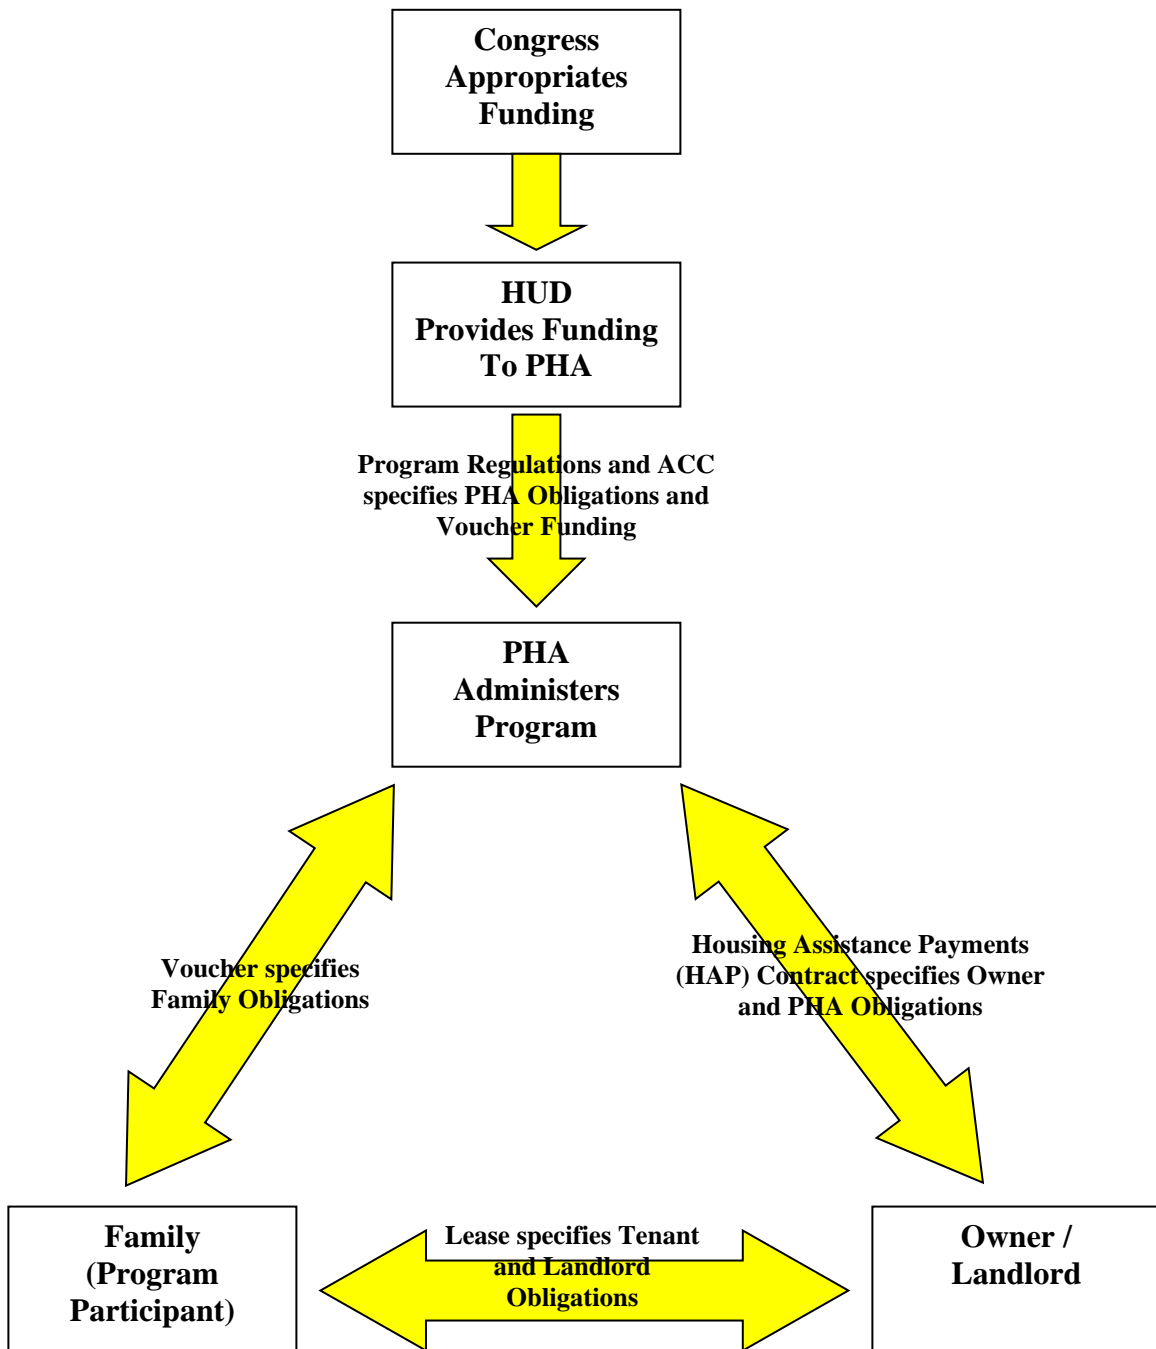 Congress
Appropriates
Funding
HUD
Provides Funding
To PHA
Program Regulations and ACC
specifies PHA Obligations and
Voucher Funding
PHA
Administers
Program
Voucher specifies
Family Obligations
Housing Assistance Payments
(HAP) Contract specifies Owner
and PHA Obligations
Family
(Program
Participant)
Lease specifies Tenant
and Landlord
Obligations
Owner /
Landlord